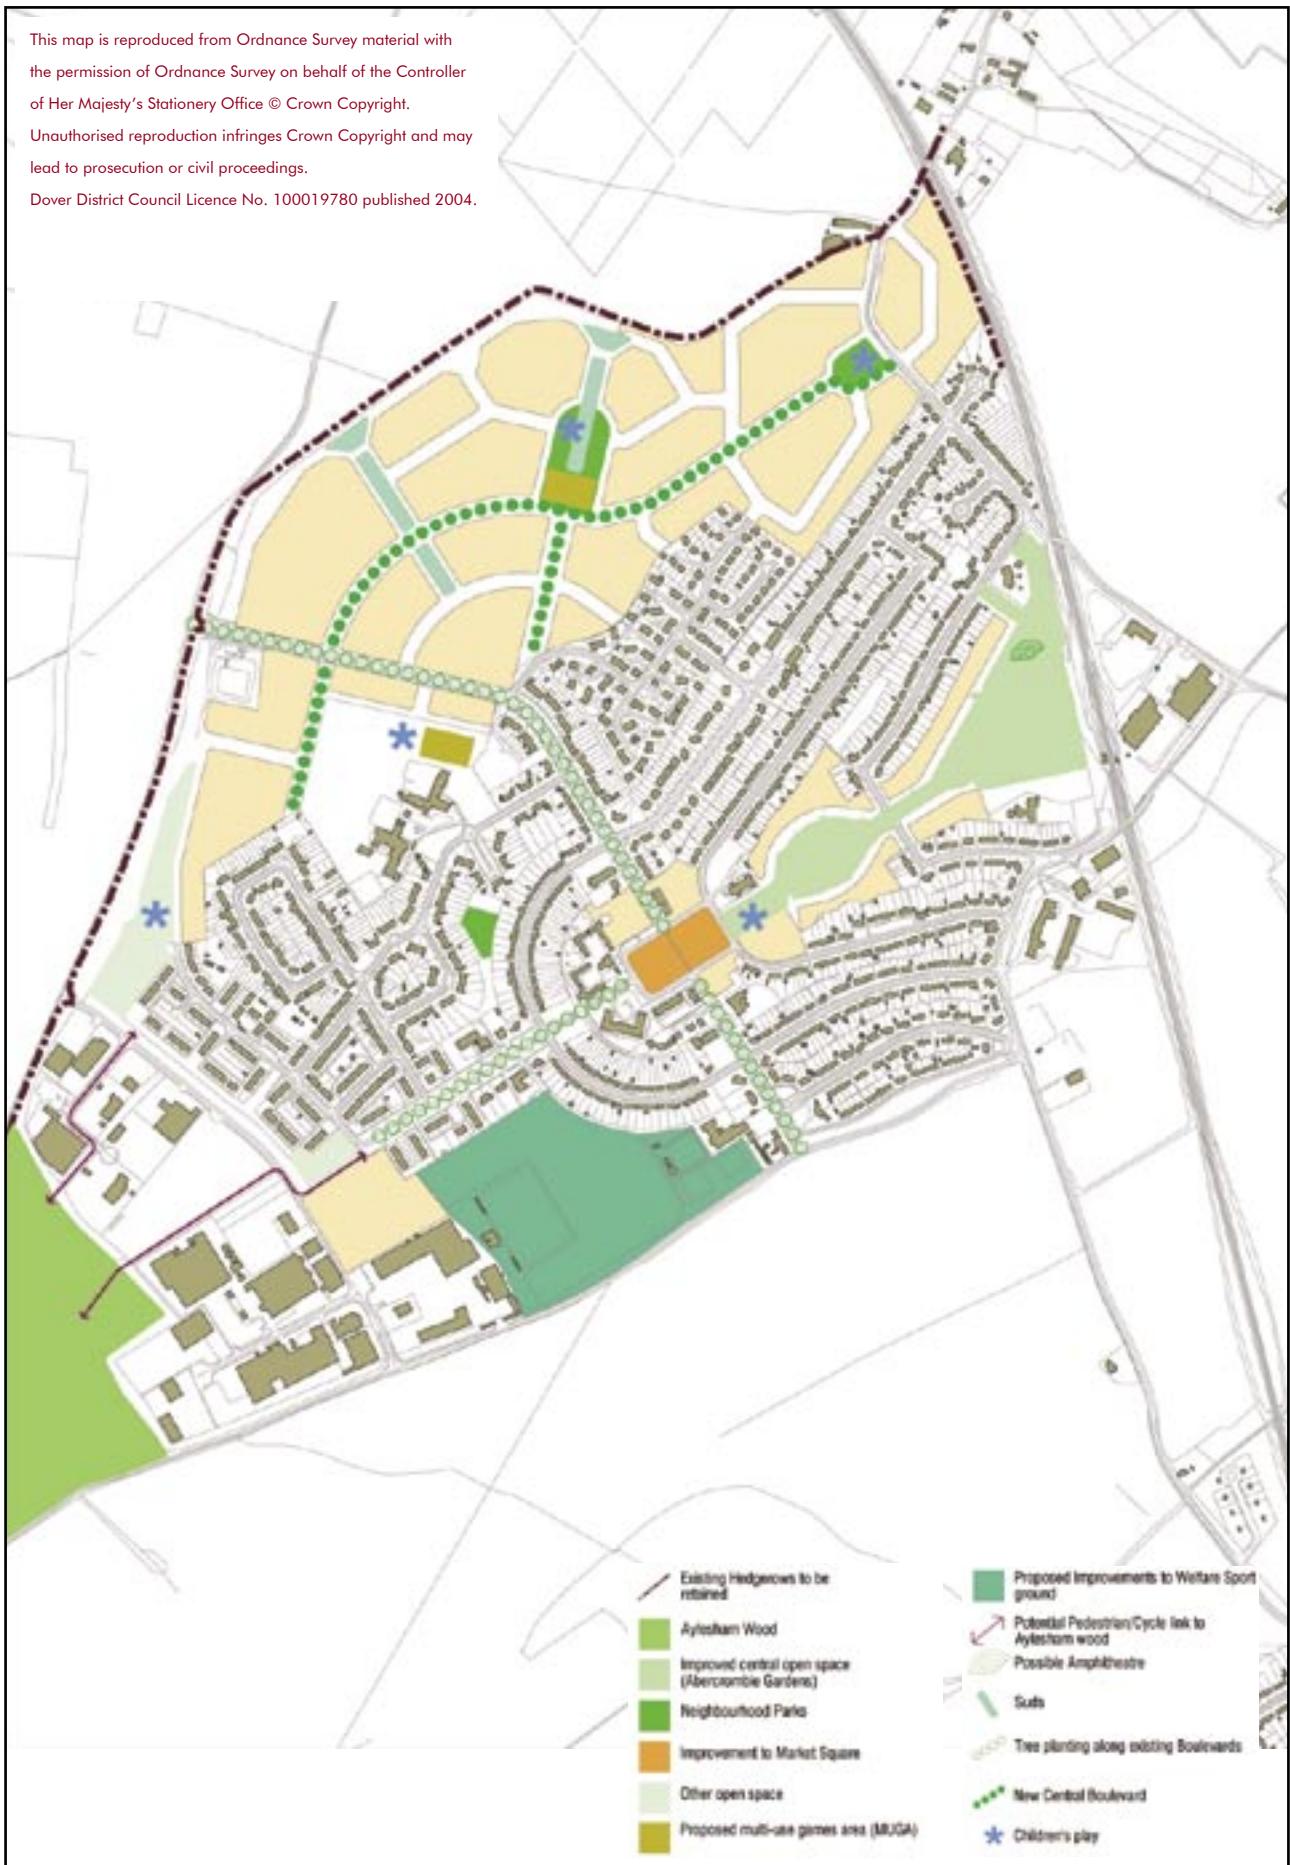 This map is reproduced from Ordnance Survey material with
the permission of Ordnance Survey on behalf of the Controller
of Her Majesty's Stationery Office © Crown Copyright.
Unauthorised reproduction infringes Crown Copyright and may
lead to prosecution or civil proceedings.
Dover District Council Licence No. 100019780 published 2004.
Existing Hedgerows to be
retained
Aylesham Wood
Improved central open space
(Abercrombie Gardens)
Neighbourhood Parks
Improvement to Market Square
Other open space
Proposed multi-use games area (MUGA)
Proposed Improvements to Welfare Sport
ground
Potential Pedestrian/Cycle link to
Aylesham wood
Possible Amphitheatre
Suds
Tree planting along existing Boulevards
New Central Boulevard
Children's play